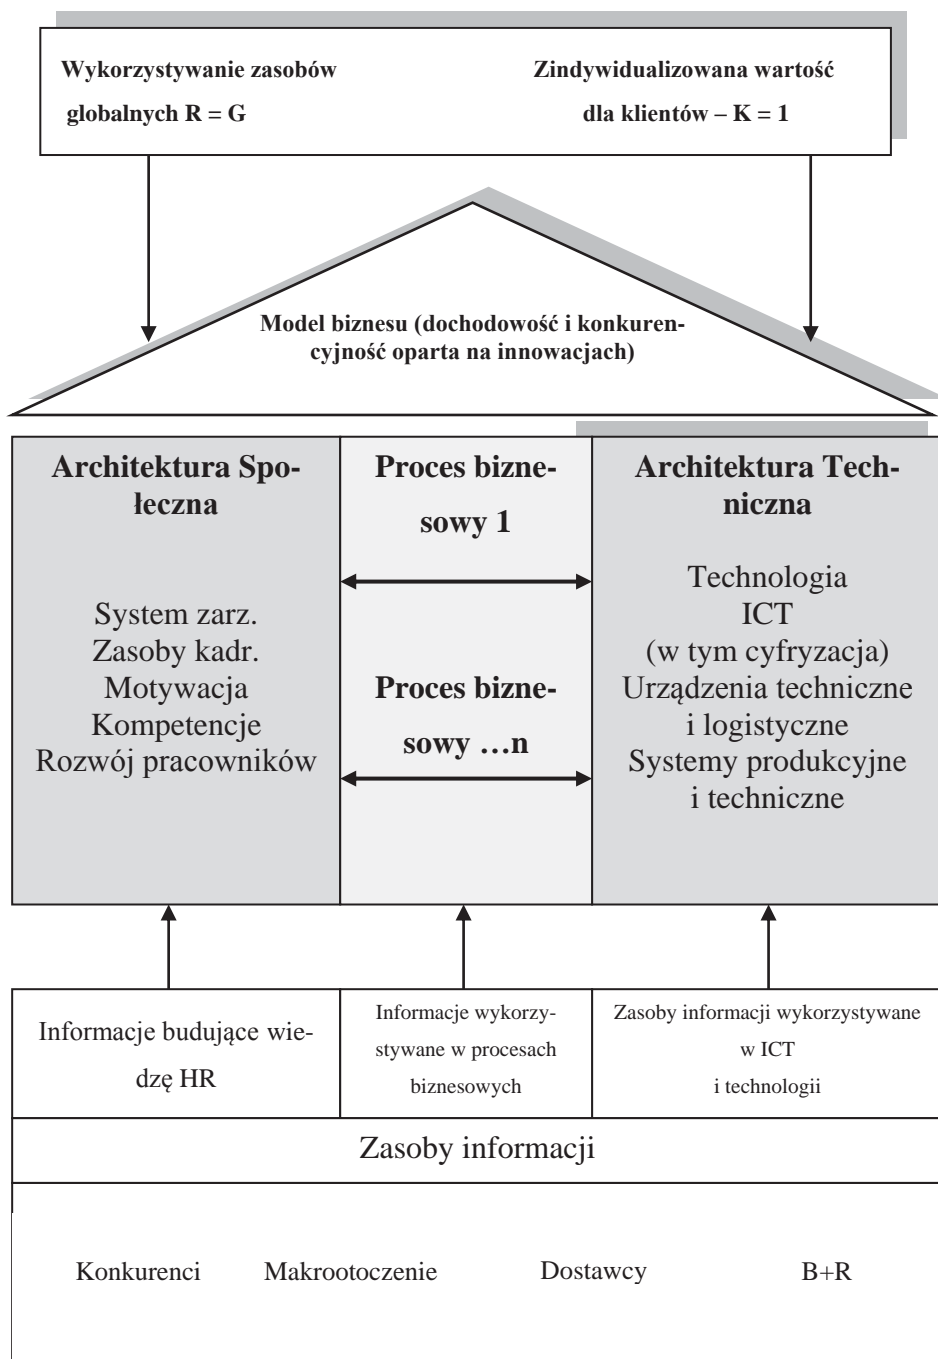 Wykorzystywanie zasobów
globalnych R = G
Zindywidualizowana wartość
dla klientów – K = 1
Model biznesu (dochodowość i konkuren-
cyjność oparta na innowacjach)
Architektura Spo-
łeczna
System zarz.
Zasoby kadr.
Motywacja
Kompetencje
Rozwój pracowników
Proces bizne-
sowy 1
Proces bizne-
sowy …n
Architektura Tech-
niczna
Technologia
ICT
(w tym cyfryzacja)
Urządzenia techniczne
i logistyczne
Systemy produkcyjne
i techniczne
Informacje budujące wie-
dzę HR
Informacje wykorzy-
stywane w procesach
biznesowych
Zasoby informacji wykorzystywane
w ICT
i technologii
Zasoby informacji
Konkurenci
Makrootoczenie
Dostawcy
B+R